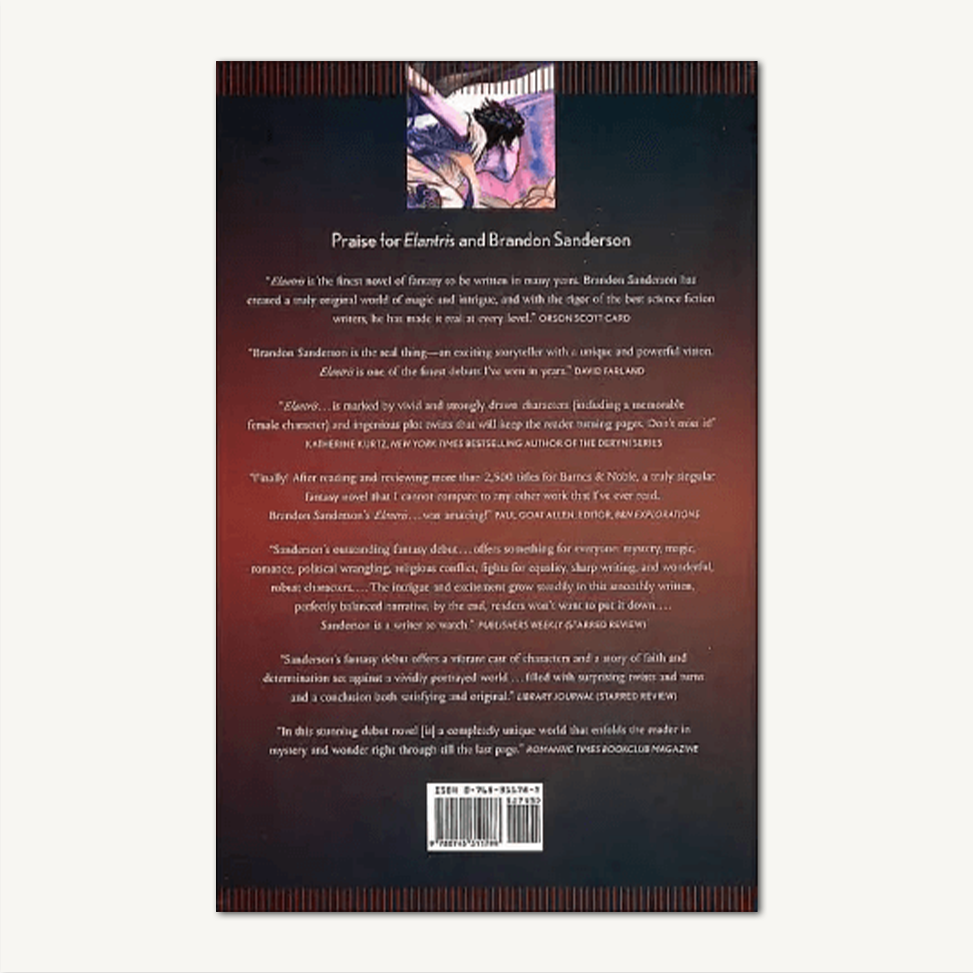 Praise for Elantris and Brandon Sanderson
"Elantris is the finest novel of fantasy to be written in many years. Brandon Sanderson has
created a truly original world of magic and intrigue, and with the rigor of the best science fiction
writers, he has made it real at every level." ORSON SCOTT CARD
"Brandon Sanderson is the real thing—an exciting storyteller with a unique and powerful vision.
Elantris is one of the finest debuts I've seen in years." DAVID FARLAND
"Elantris... is marked by vivid and strongly drawn characters (including a memorable
female character) and ingenious plot twists that will keep the reader turning pages. Don't miss it!"
KATHERINE KURTZ, NEW YORK TIMES BESTSELLING AUTHOR OF THE DERYNI SERIES
"Finally! After reading and reviewing more than 2,500 titles for Barnes & Noble, a truly singular
fantasy novel that I cannot compare to any other work that I've ever read.
Brandon Sanderson's Elantris... was amazing!" PAUL GOAT ALLEN, EDITOR, B&N EXPLORATIONS
"Sanderson's outstanding fantasy debut... offers something for everyone: mystery, magic,
romance, political wrangling, religious conflict, fights for equality, sharp writing, and wonderful,
robust characters.... The intrigue and excitement grow steadily in this smoothly written,
perfectly balanced narrative; by the end, readers won't want to put it down....
Sanderson is a writer to watch." PUBLISHERS WEEKLY (STARRED REVIEW)
"Sanderson's fantasy debut offers a vibrant cast of characters and a story of faith and
determination set against a vividly portrayed world... filled with surprising twists and turns
and a conclusion both satisfying and original." LIBRARY JOURNAL (STARRED REVIEW)
"In this stunning debut novel [is] a completely unique world that enfolds the reader in
mystery and wonder right through till the last page." ROMANTIC TIMES BOOKCLUB MAGAZINE
ISBN